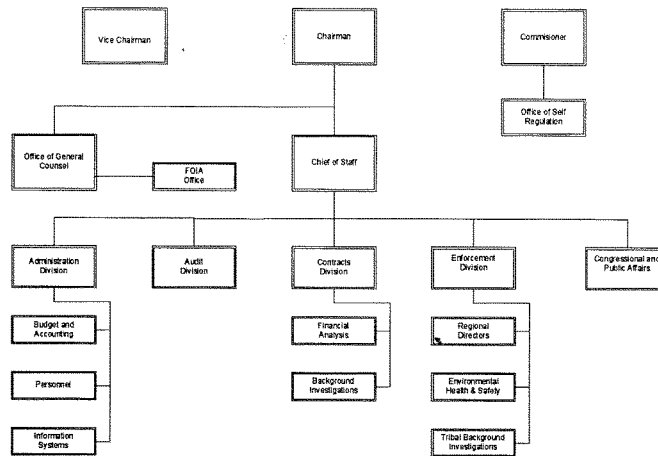 Vice Chairman
Chairman
Commisioner
Office of Self
Regulation
Office of General
Counsel
FOIA
Office
Chief of Staff
Administration
Division
Audit
Division
Contracts
Division
Enforcement
Division
Congressional and
Public Affairs
Budget and
Accounting
Financial
Analysis
Regional
Directors
Personnel
Background
Investigations
Environmental
Health & Safety
Information
Systems
Tribal Background
Investigations